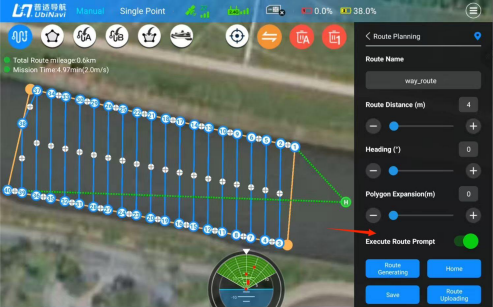 普适导航
UbiNavi
Manual
Single Point
0.0%
38.0%
Total Route mileage:0.6km
Mission Time:4.97min(2.0m/s)
H
Route Planning
Route Name
way_route
Route Distance (m)
4
Heading (°)
0
Polygon Expansion(m)
0
Execute Route Prompt
Route
Generating
Home
Save
Route
Uploading